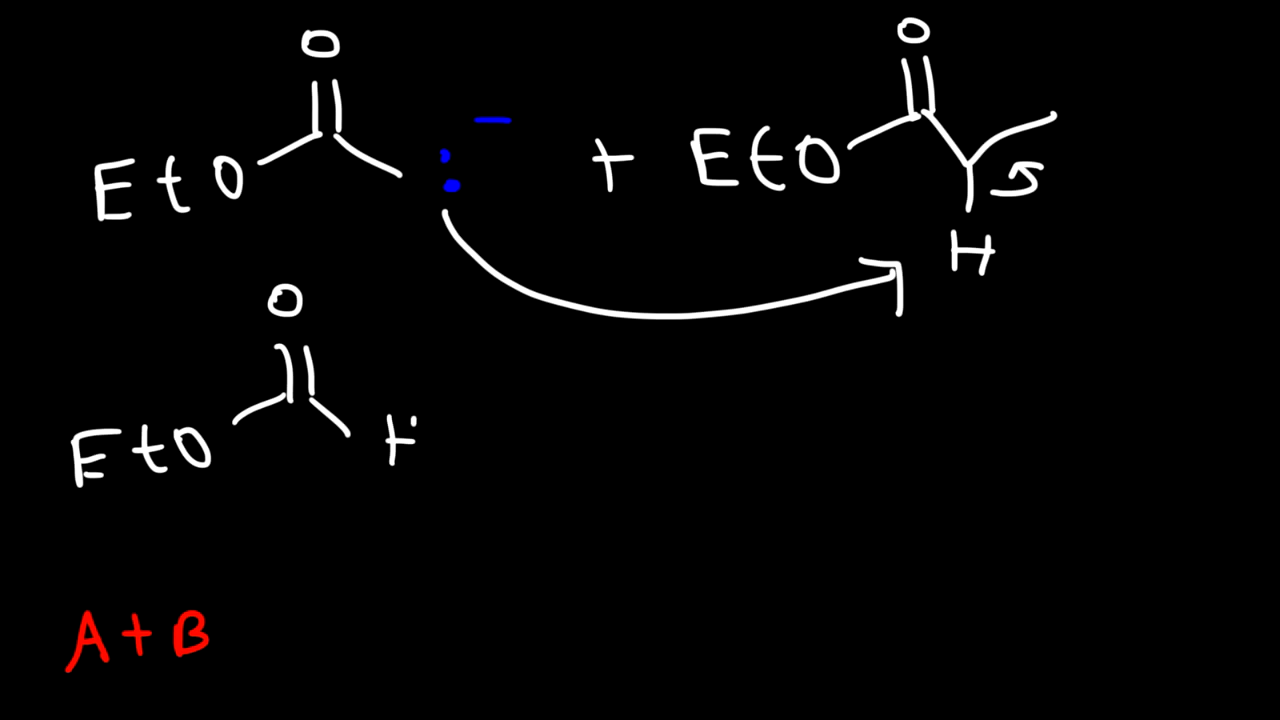 O O
EtO : − + EtO
H
O
EtO
A + B